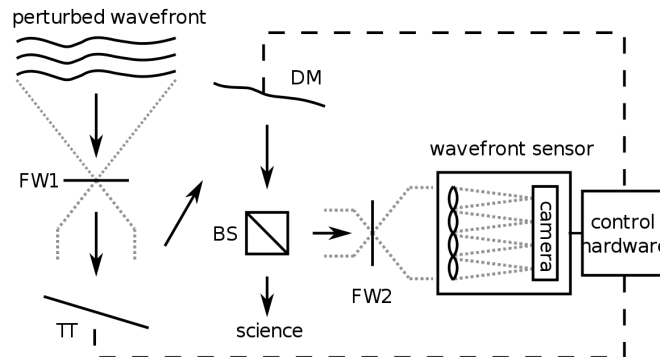 perturbed wavefront
DM
wavefront sensor
FW1
BS
camera
control
hardware
FW2
TT
science